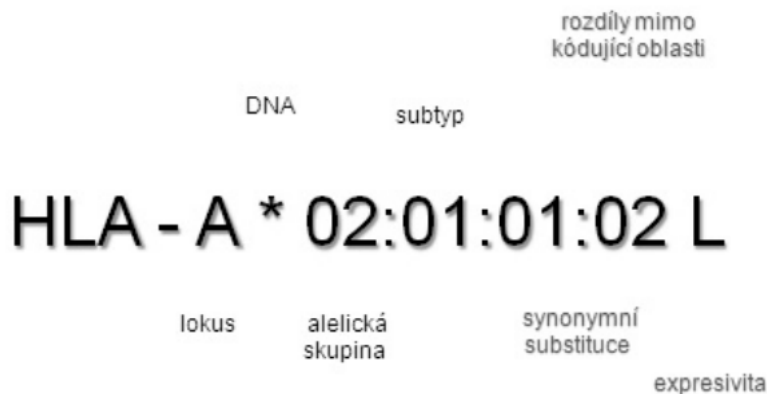 rozdíly mimo
kódující oblasti
DNA
subtyp
HLA - A * 02:01:01:02 L
lokus
alelická
skupina
synonymní
substituce
expresivita